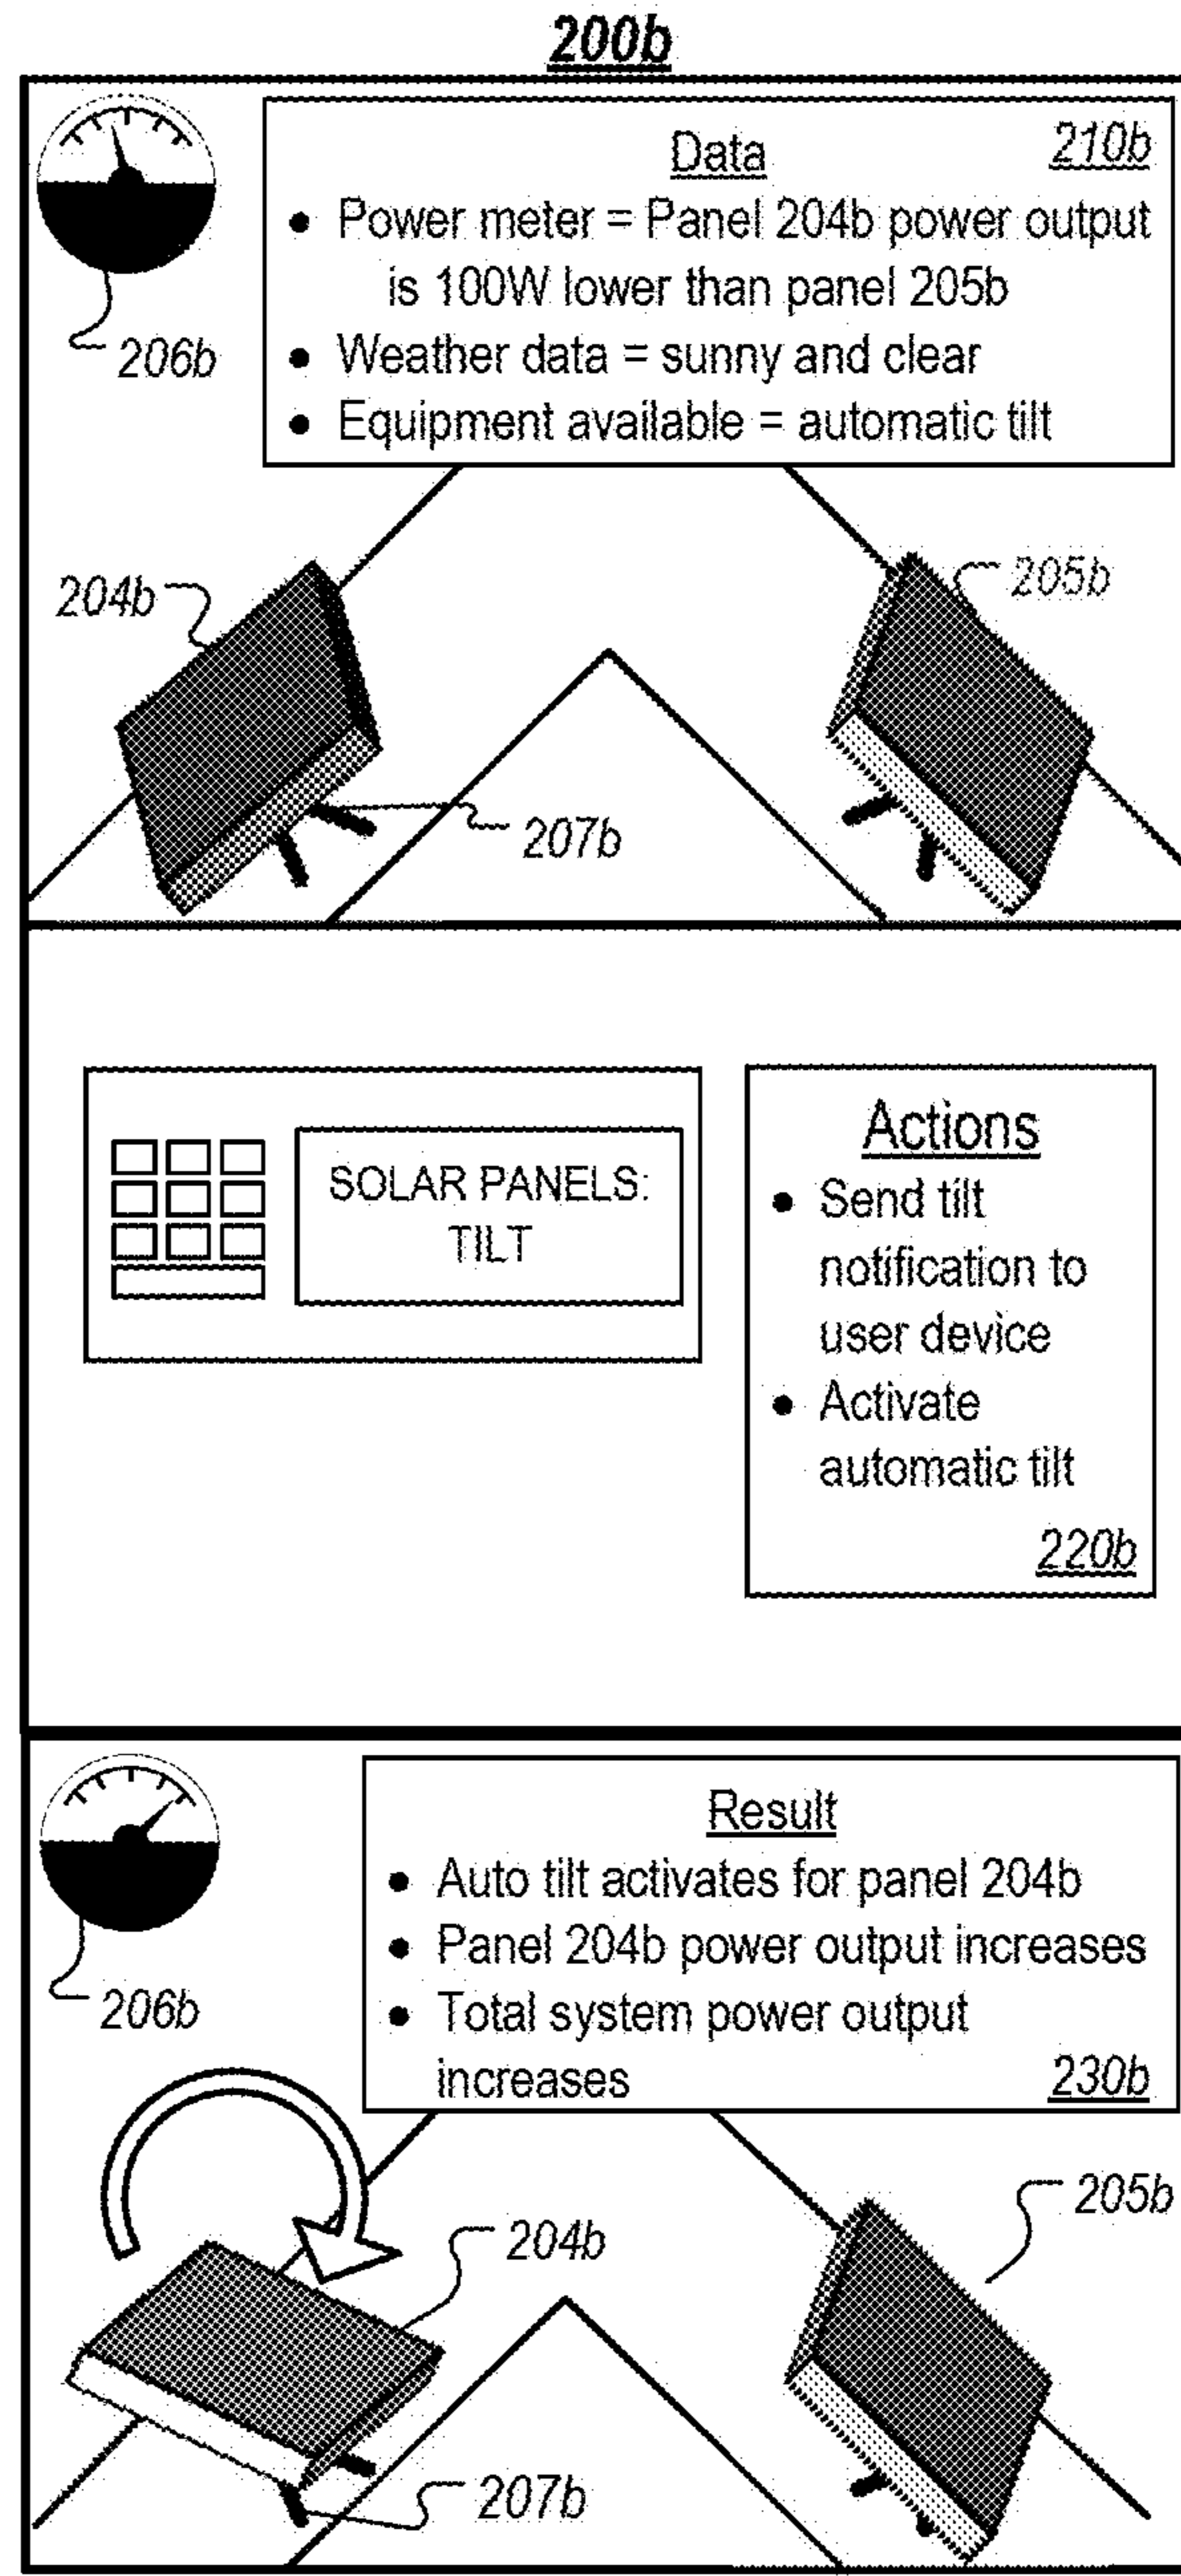 200b
Data
210b
• Power meter = Panel 204b power output
is 100W lower than panel 205b
• Weather data = sunny and clear
• Equipment available = automatic tilt
206b
204b
205b
207b
SOLAR PANELS:
TILT
Actions
• Send tilt
notification to
user device
• Activate
automatic tilt
220b
Result
• Auto tilt activates for panel 204b
• Panel 204b power output increases
• Total system power output
increases
230b
206b
204b
205b
207b